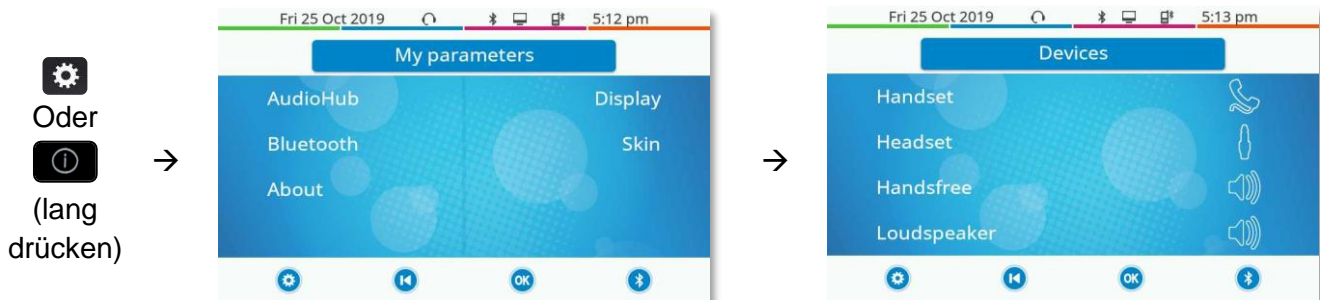 Oder
(lang
drücken)
→
Fri 25 Oct 2019 5:12 pm
My parameters
AudioHub Display
Bluetooth Skin
About
OK
→
Fri 25 Oct 2019 5:13 pm
Devices
Handset
Headset
Handsfree
Loudspeaker
OK